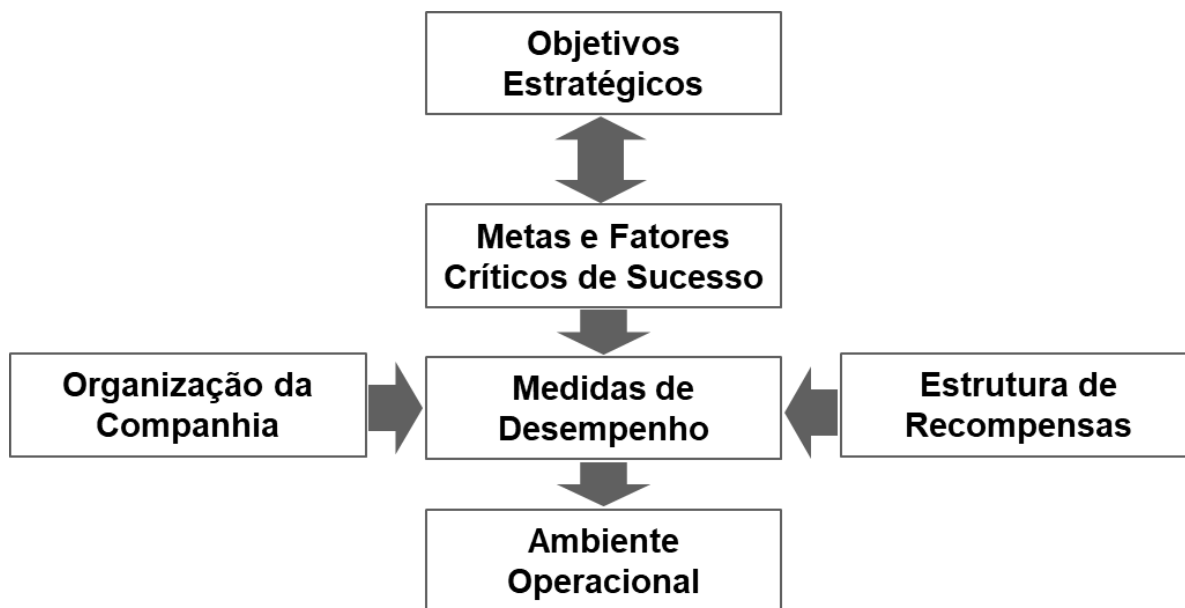 Objetivos
Estratégicos
Metas e Fatores
Críticos de Sucesso
Organização da
Companhia
Medidas de
Desempenho
Estrutura de
Recompensas
Ambiente
Operacional